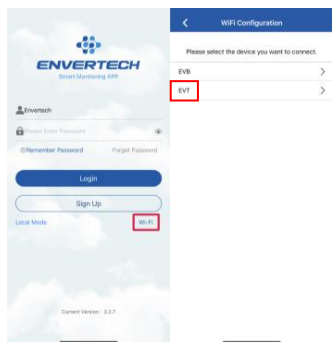 ENVERTECH
Smart Monitoring APP
Envertech
Please Enter Password
Remember Password
Forget Password
Login
Sign Up
Local Mode
Wi-Fi
Current Version：3.3.7
WiFi Configuration
Please select the device you want to connect.
EVB
EVT